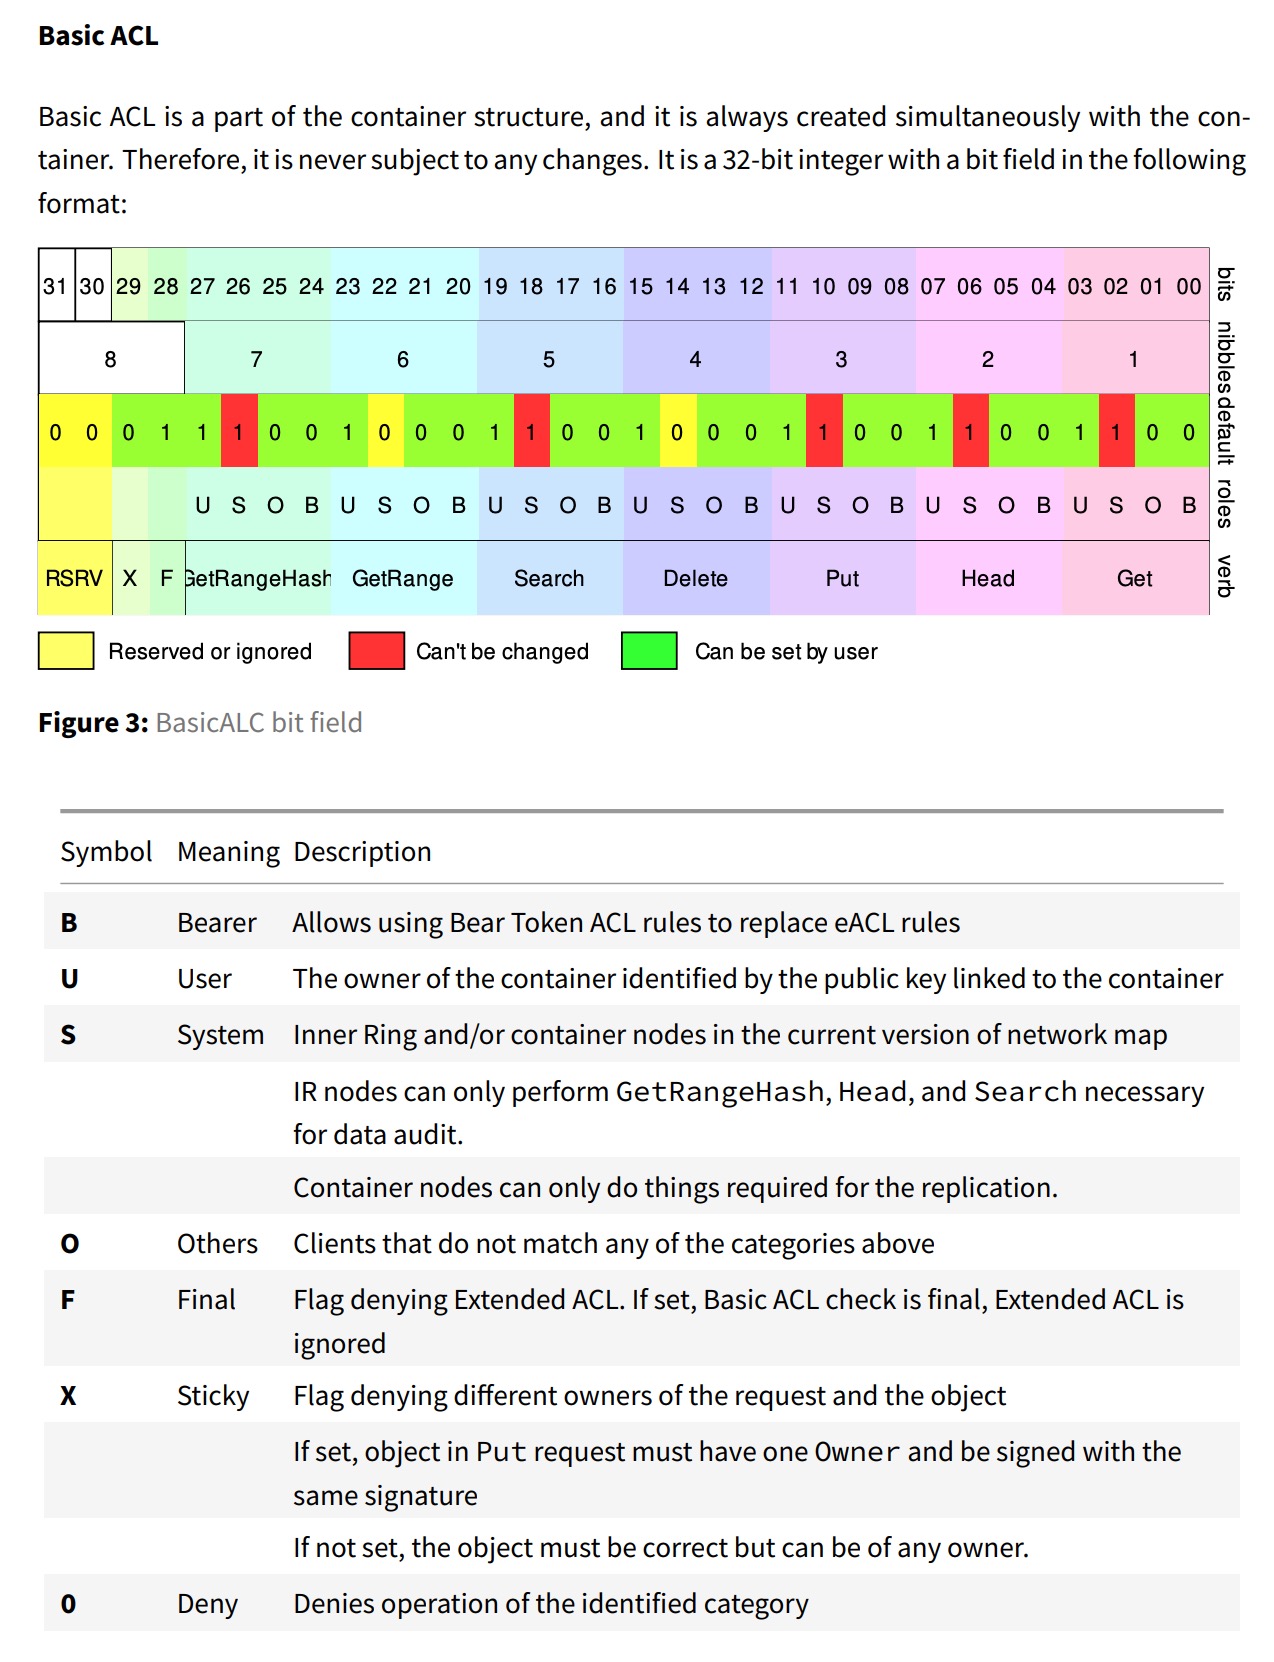 Basic ACL
Basic ACL is a part of the container structure, and it is always created simultaneously with the con-
tainer. Therefore, it is never subject to any changes. It is a 32-bit integer with a bit field in the following
format:
31 30 29 28 27 26 25 24 23 22 21 20 19 18 17 16 15 14 13 12 11 10 09 08 07 06 05 04 03 02 01 00 bits
8 7 6 5 4 3 2 1 nibbles
0 0 0 1 1 1 0 0 1 0 0 0 1 1 0 0 1 0 0 0 1 1 0 0 1 1 0 0 1 1 0 0 default
U S O B U S O B U S O B U S O B U S O B U S O B U S O B roles
RSRV X F GetRangeHash GetRange Search Delete Put Head Get verb
Reserved or ignored Can't be changed Can be set by user
Figure 3: BasicALC bit field
Symbol Meaning Description
B Bearer Allows using Bear Token ACL rules to replace eACL rules
U User The owner of the container identified by the public key linked to the container
S System Inner Ring and/or container nodes in the current version of network map
IR nodes can only perform GetRangeHash, Head, and Search necessary
for data audit.
Container nodes can only do things required for the replication.
O Others Clients that do not match any of the categories above
F Final Flag denying Extended ACL. If set, Basic ACL check is final, Extended ACL is
ignored
X Sticky Flag denying different owners of the request and the object
If set, object in Put request must have one Owner and be signed with the
same signature
If not set, the object must be correct but can be of any owner.
0 Deny Denies operation of the identified category